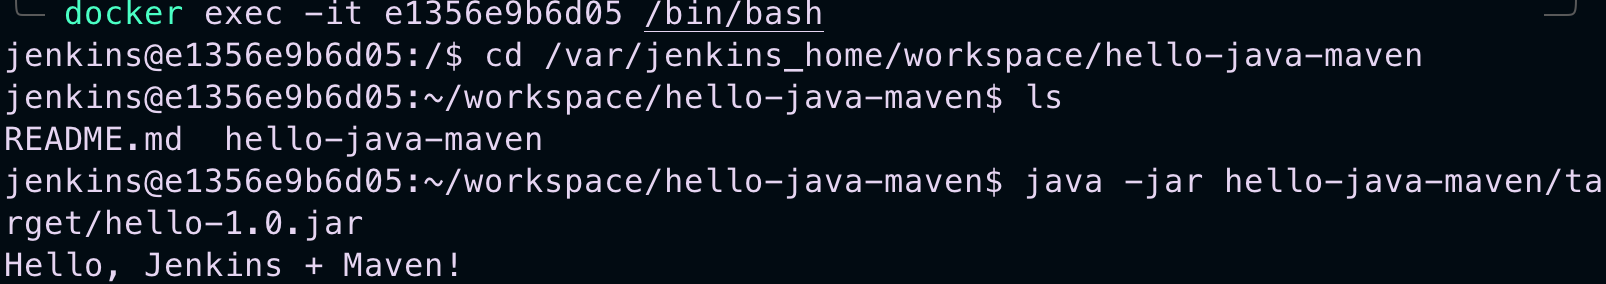 docker exec -it e1356e9b6d05 /bin/bash
jenkins@e1356e9b6d05:/$ cd /var/jenkins_home/workspace/hello-java-maven
jenkins@e1356e9b6d05:~/workspace/hello-java-maven$ ls
README.md  hello-java-maven
jenkins@e1356e9b6d05:~/workspace/hello-java-maven$ java -jar hello-java-maven/ta
rget/hello-1.0.jar
Hello, Jenkins + Maven!